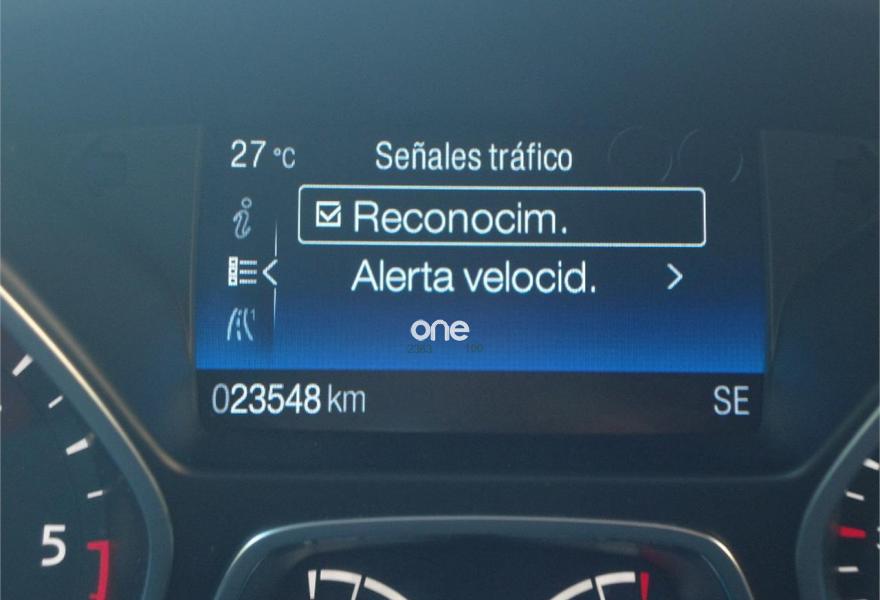 27 °C Señales tráfico
Reconocim.
Alerta velocid.
one
023548 km SE
5